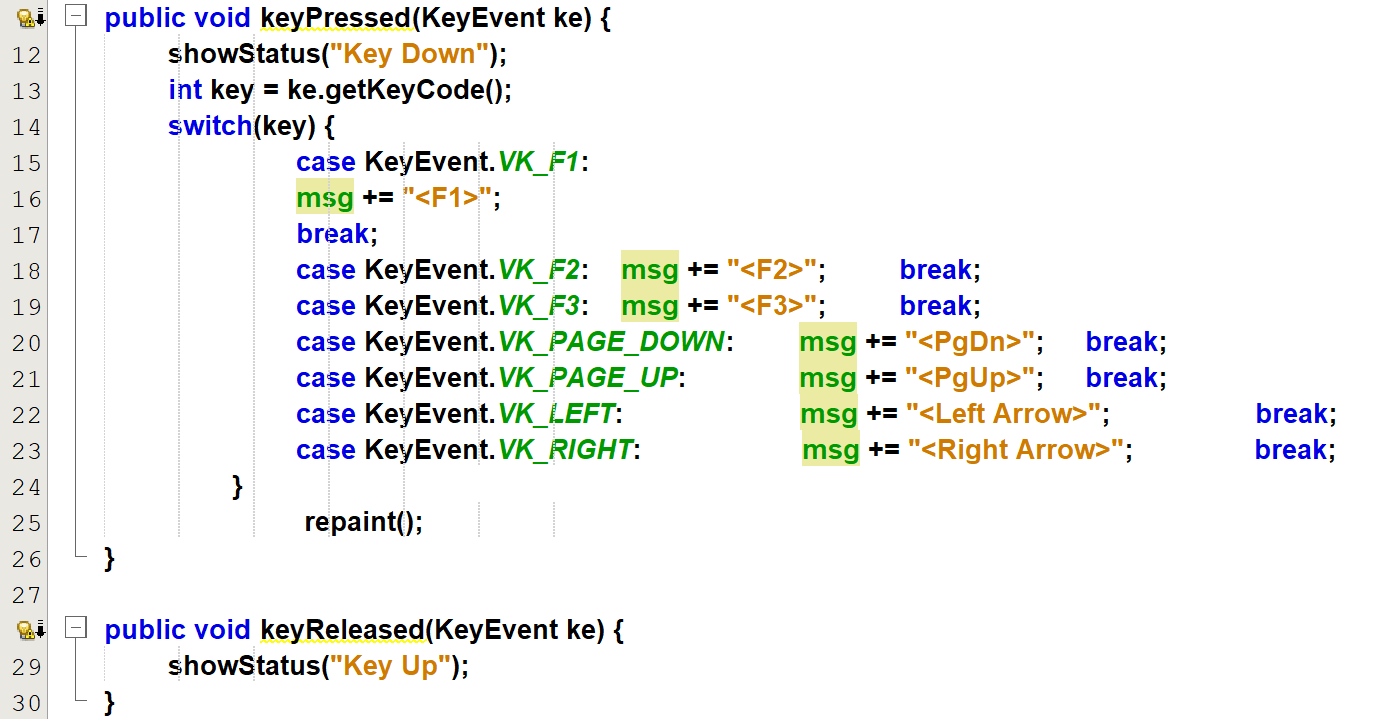 public void keyPressed(KeyEvent ke) {
12 showStatus("Key Down");
13 int key = ke.getKeyCode();
14 switch(key) {
15 case KeyEvent.VK_F1:
16 msg += "<F1>";
17 break;
18 case KeyEvent.VK_F2: msg += "<F2>"; break;
19 case KeyEvent.VK_F3: msg += "<F3>"; break;
20 case KeyEvent.VK_PAGE_DOWN: msg += "<PgDn>"; break;
21 case KeyEvent.VK_PAGE_UP: msg += "<PgUp>"; break;
22 case KeyEvent.VK_LEFT: msg += "<Left Arrow>"; break;
23 case KeyEvent.VK_RIGHT: msg += "<Right Arrow>"; break;
24 }
25 repaint();
26 }
27
public void keyReleased(KeyEvent ke) {
29 showStatus("Key Up");
30 }